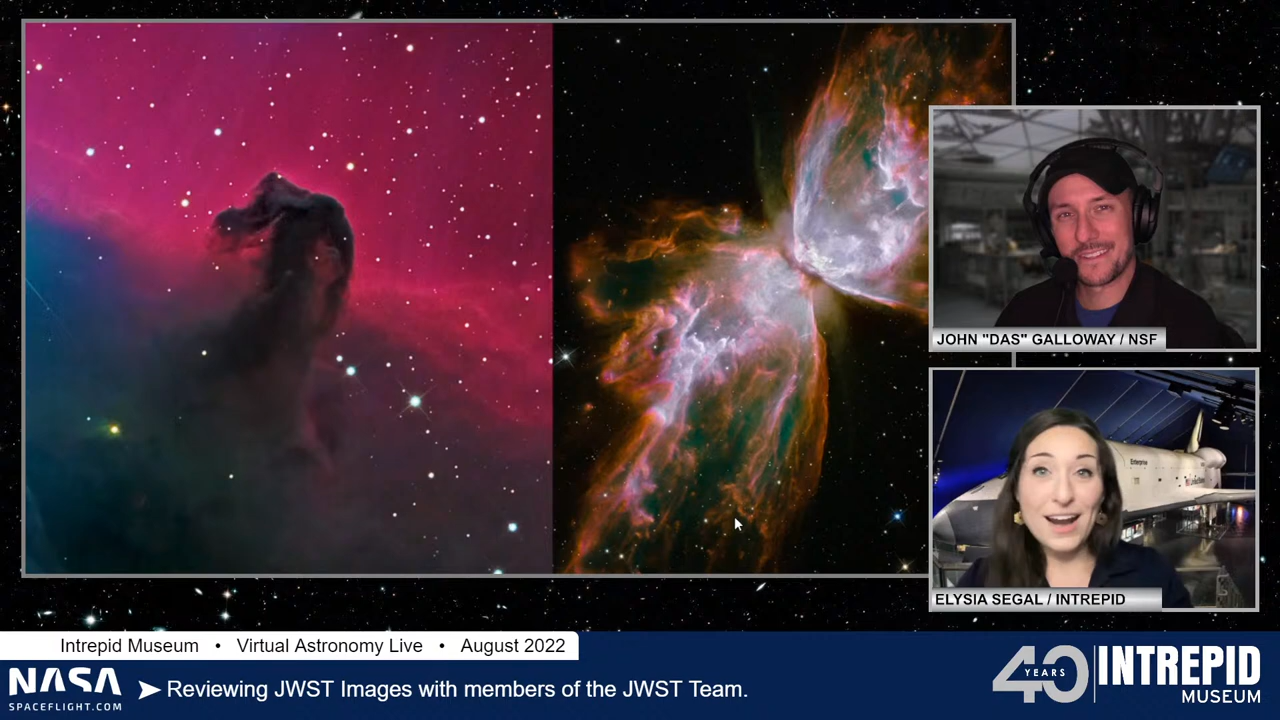 JOHN "DAS" GALLOWAY / NSF
Enterprise
ELYSIA SEGAL / INTREPID
Intrepid Museum • Virtual Astronomy Live • August 2022
NASA
SPACEFLIGHT.COM
Reviewing JWST Images with members of the JWST Team.
40
YEARS
INTREPID
MUSEUM